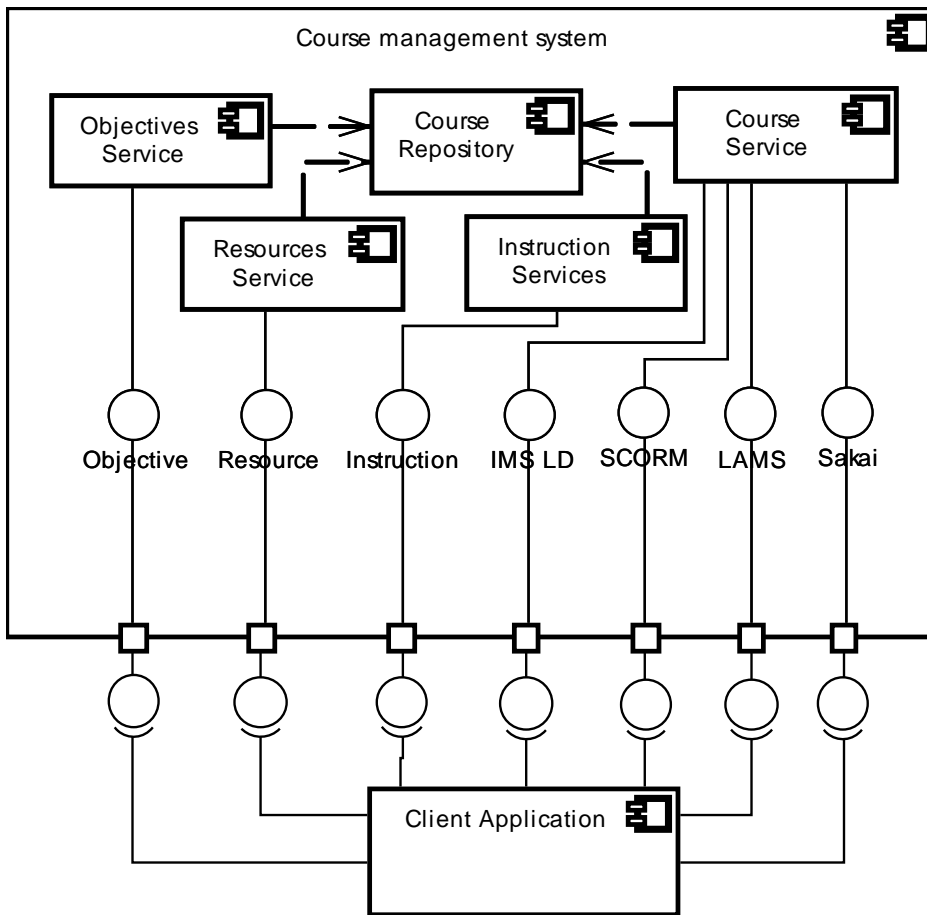 Course management system
Objectives
Service
Course
Repository
Course
Service
Resources
Service
Instruction
Services
Objective
Resource
Instruction
IMS LD
SCORM
LAMS
Sakai
Client Application